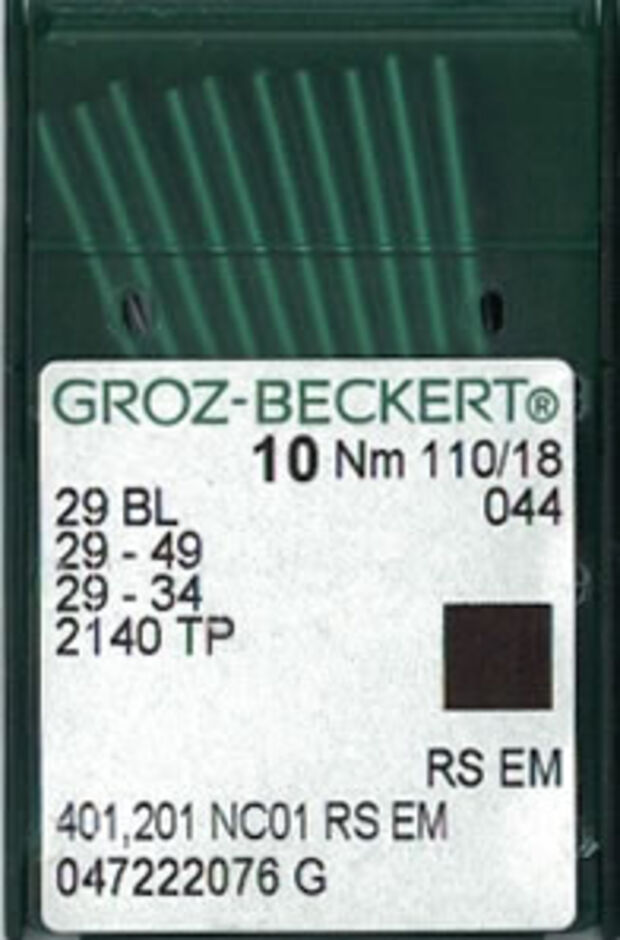 GROZ-BECKERT®
10 Nm 110/18
29 BL 044
29 - 49
29 - 34
2140 TP
RS EM
401,201 NC01 RS EM
047222076 G